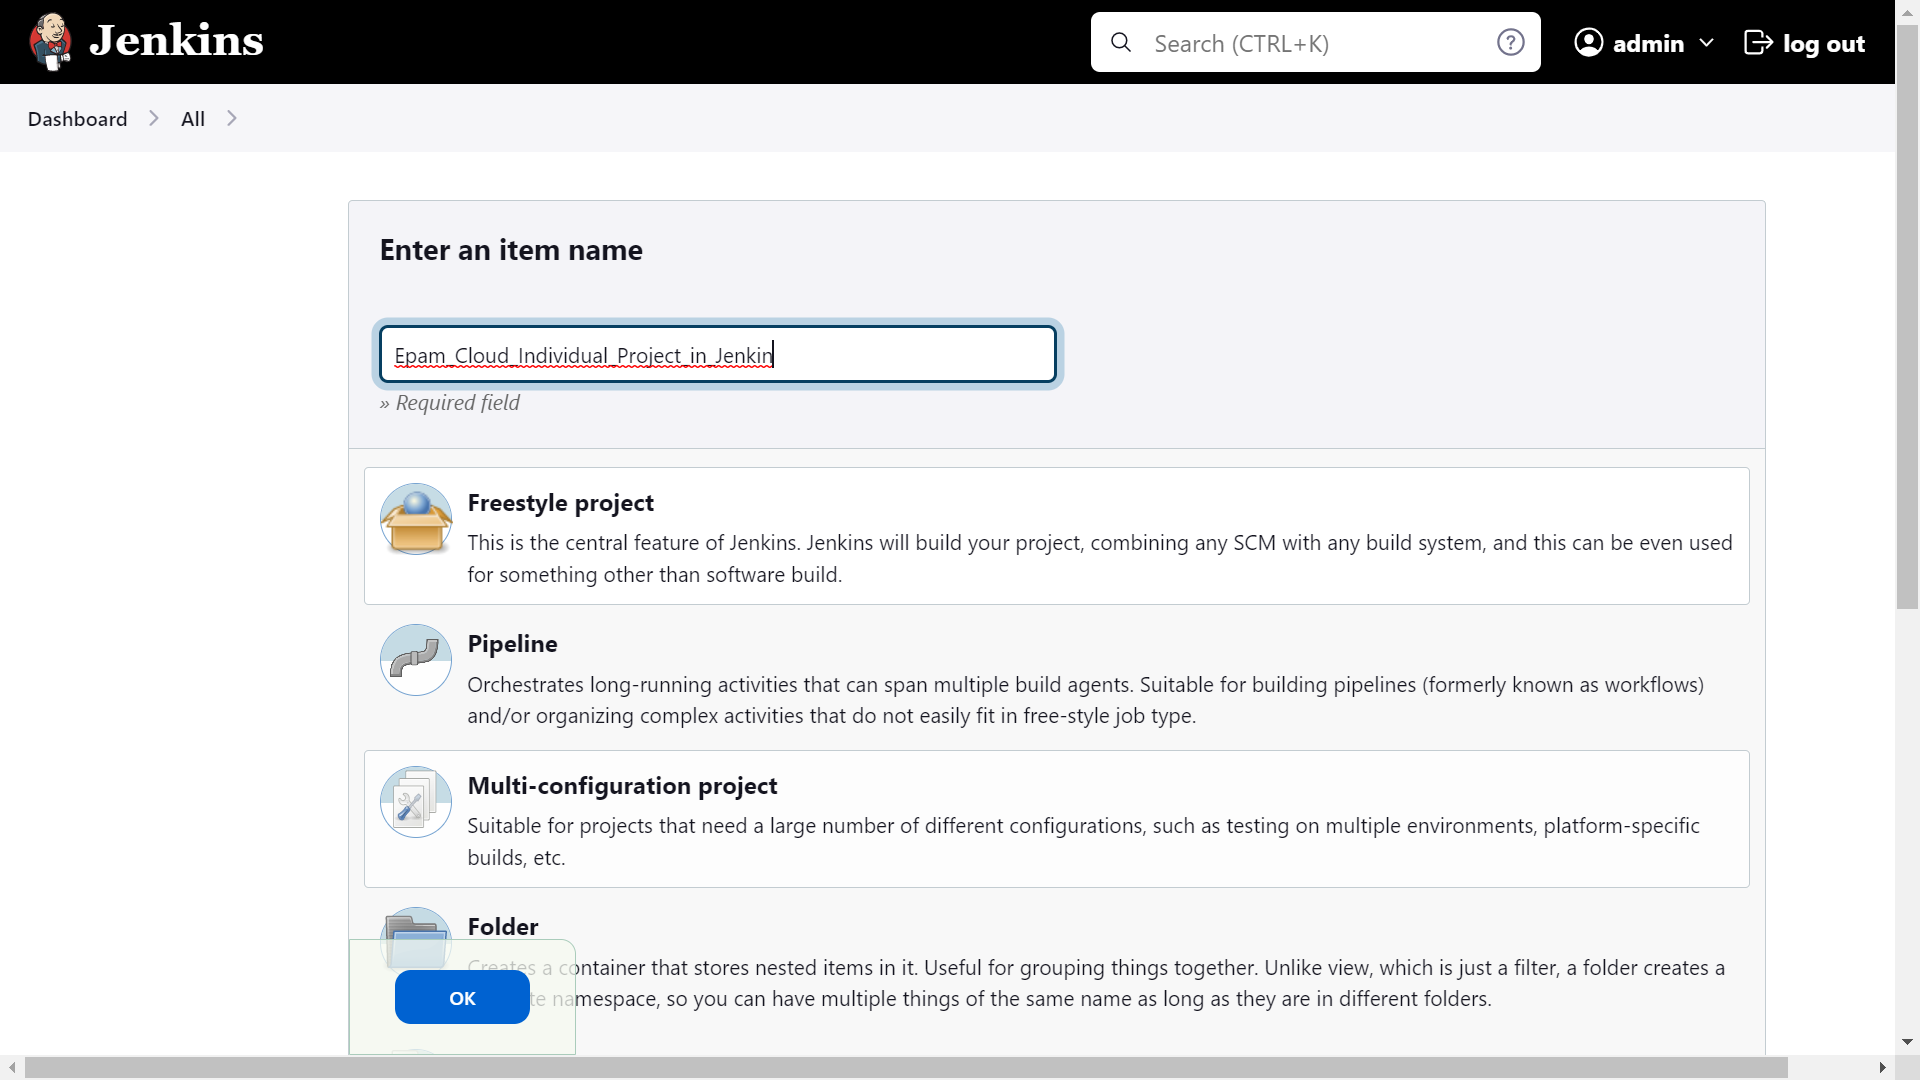 Jenkins
Search (CTRL+K)
admin
log out
Dashboard
All
Enter an item name
Epam_Cloud_Individual_Project_in_Jenkin
» Required field
Freestyle project
This is the central feature of Jenkins. Jenkins will build your project, combining any SCM with any build system, and this can be even used
for something other than software build.
Pipeline
Orchestrates long-running activities that can span multiple build agents. Suitable for building pipelines (formerly known as workflows)
and/or organizing complex activities that do not easily fit in free-style job type.
Multi-configuration project
Suitable for projects that need a large number of different configurations, such as testing on multiple environments, platform-specific
builds, etc.
Folder
Creates a container that stores nested items in it. Useful for grouping things together. Unlike view, which is just a filter, a folder creates a
namespace, so you can have multiple things of the same name as long as they are in different folders.
OK